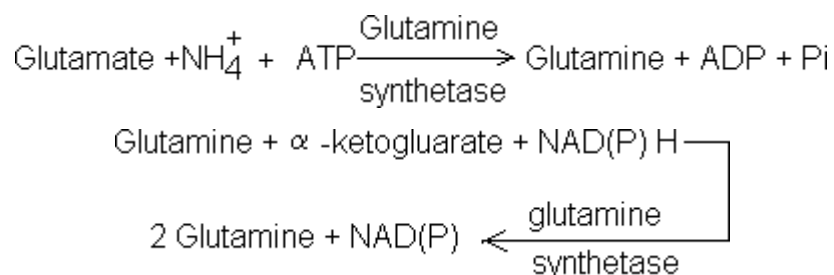 Glutamate +NH4+ + ATP Glutamine synthetase Glutamine + ADP + Pi
Glutamine + α -ketogluarate + NAD(P) H
2 Glutamine + NAD(P) glutamine synthetase